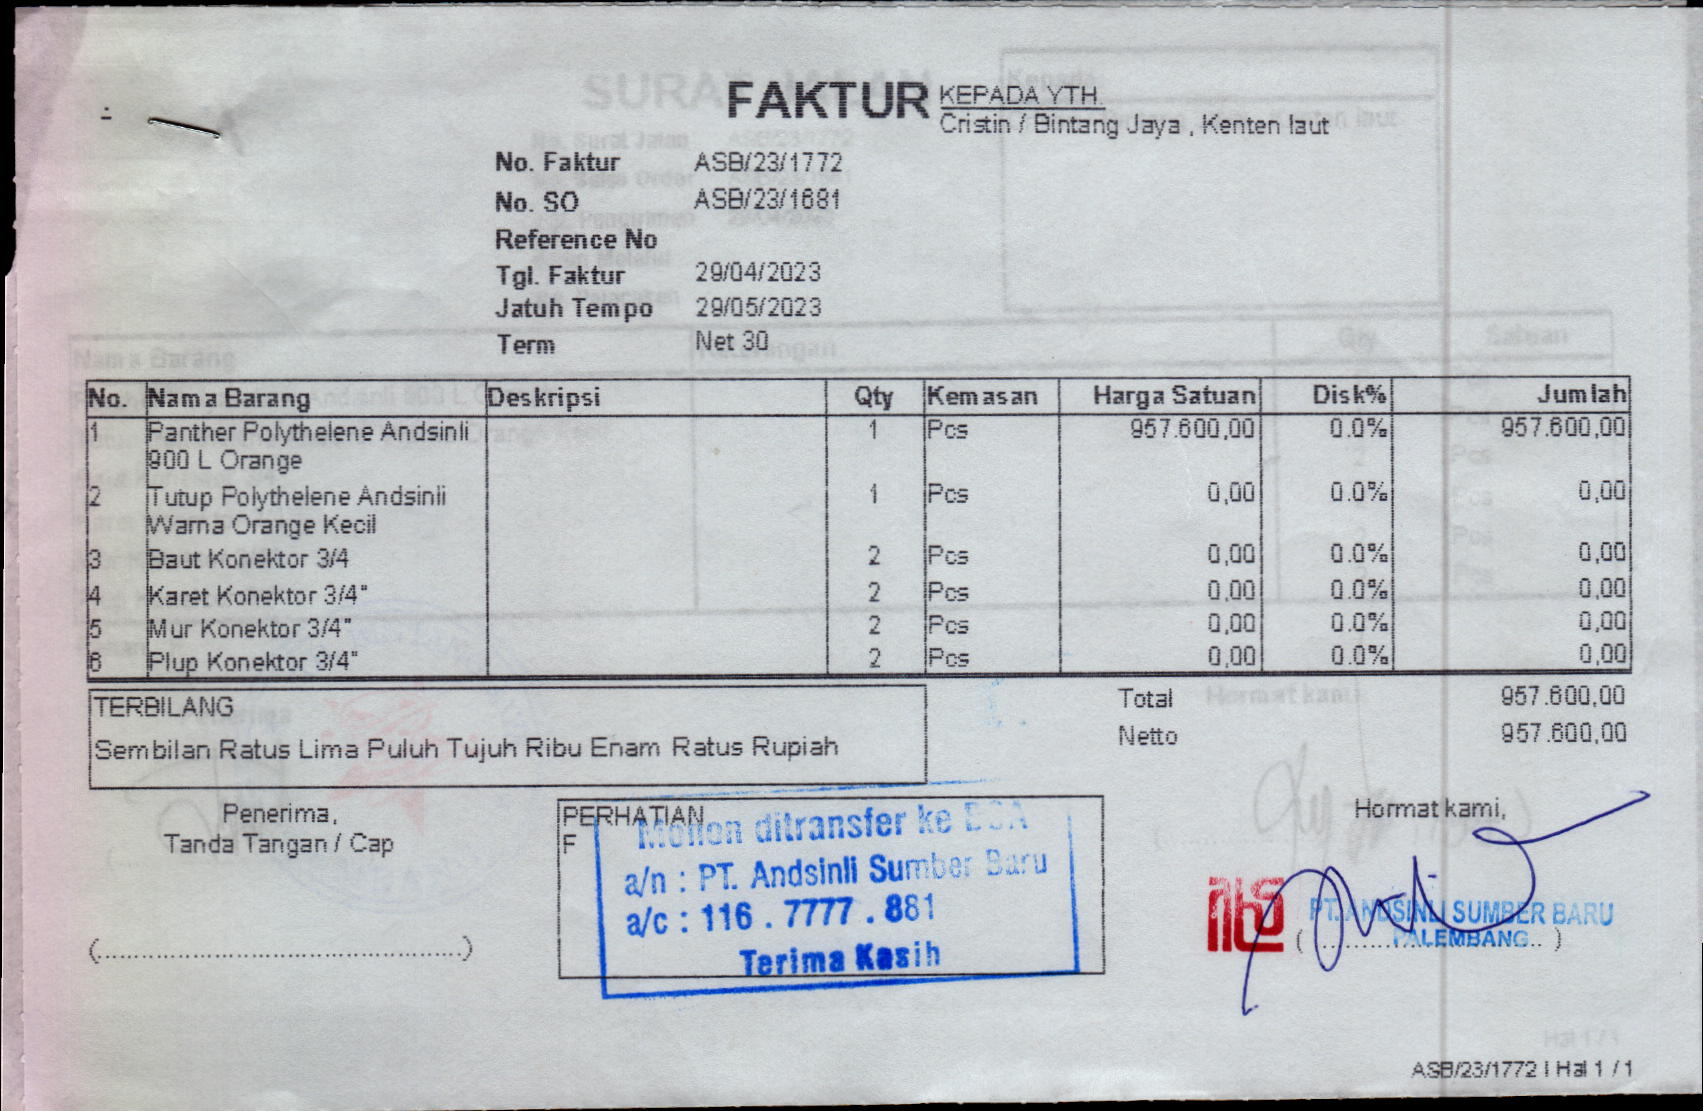 FAKTUR
KEPADA YTH.
Cristin / Bintang Jaya , Kenten laut
No. Faktur ASB/23/1772
No. SO ASB/23/1681
Reference No
Tgl. Faktur 29/04/2023
Jatuh Tempo 29/05/2023
Term Net 30
No. Nama Barang Deskripsi Qty Kemasan Harga Satuan Disk% Jumlah
1 Panther Polythelene Andsinli 1 Pcs 957.600,00 0.0% 957.600,00
900 L Orange
2 Tutup Polythelene Andsinli 1 Pcs 0,00 0.0% 0,00
Warna Orange Kecil
3 Baut Konektor 3/4 2 Pcs 0,00 0.0% 0,00
4 Karet Konektor 3/4" 2 Pcs 0,00 0.0% 0,00
5 Mur Konektor 3/4" 2 Pcs 0,00 0.0% 0,00
6 Plup Konektor 3/4" 2 Pcs 0,00 0.0% 0,00
TERBILANG
Sembilan Ratus Lima Puluh Tujuh Ribu Enam Ratus Rupiah
Total 957.600,00
Netto 957.600,00
Penerima,
Tanda Tangan / Cap
(....................................................)
PERHATIAN
F
Mohon ditransfer ke BCA
a/n : PT. Andsinli Sumber Baru
a/c : 116 . 7777 . 881
Terima Kasih
Hormat kami,
PT. ANDSINLI SUMBER BARU
PALEMBANG
ASB/23/1772 | Hal 1 / 1